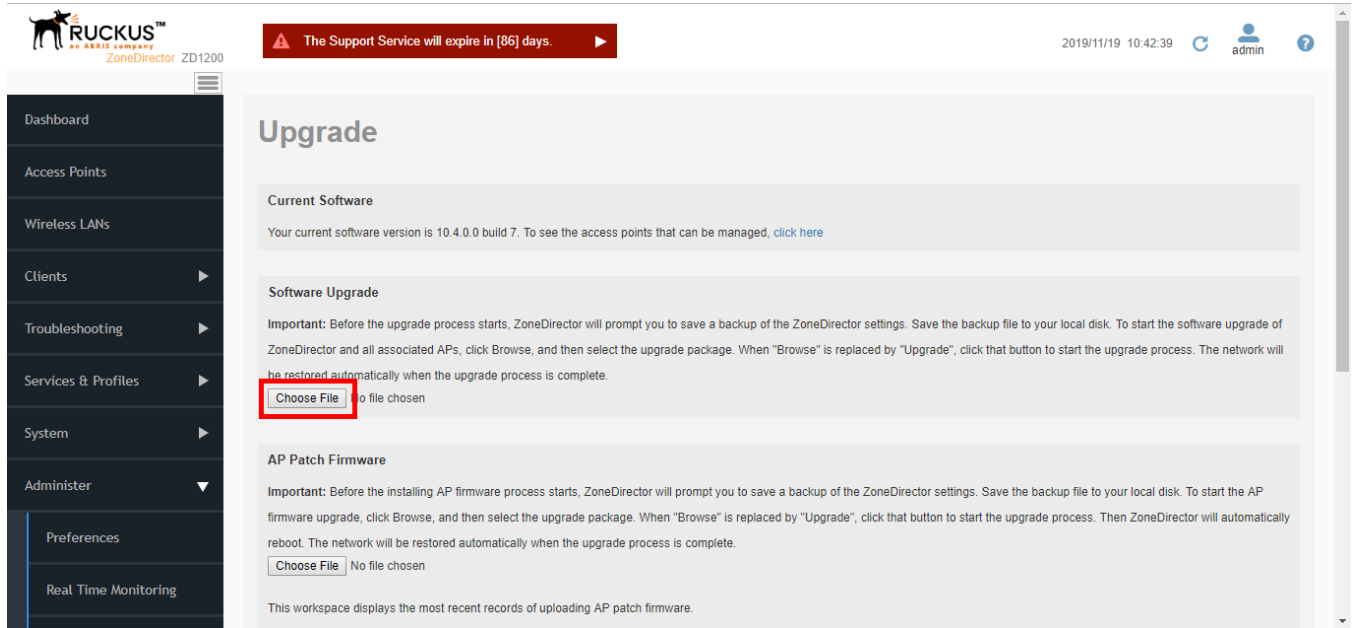 RUCKUS™
an ARRIS company
ZoneDirector ZD1200
The Support Service will expire in [86] days.
2019/11/19 10:42:39
admin
Dashboard
Access Points
Wireless LANs
Clients
Troubleshooting
Services & Profiles
System
Administer
Preferences
Real Time Monitoring
Upgrade
Current Software
Your current software version is 10.4.0.0 build 7. To see the access points that can be managed, click here
Software Upgrade
Important: Before the upgrade process starts, ZoneDirector will prompt you to save a backup of the ZoneDirector settings. Save the backup file to your local disk. To start the software upgrade of
ZoneDirector and all associated APs, click Browse, and then select the upgrade package. When "Browse" is replaced by "Upgrade", click that button to start the upgrade process. The network will
be restored automatically when the upgrade process is complete.
Choose File o file chosen
AP Patch Firmware
Important: Before the installing AP firmware process starts, ZoneDirector will prompt you to save a backup of the ZoneDirector settings. Save the backup file to your local disk. To start the AP
firmware upgrade, click Browse, and then select the upgrade package. When "Browse" is replaced by "Upgrade", click that button to start the upgrade process. Then ZoneDirector will automatically
reboot. The network will be restored automatically when the upgrade process is complete.
Choose File No file chosen
This workspace displays the most recent records of uploading AP patch firmware.